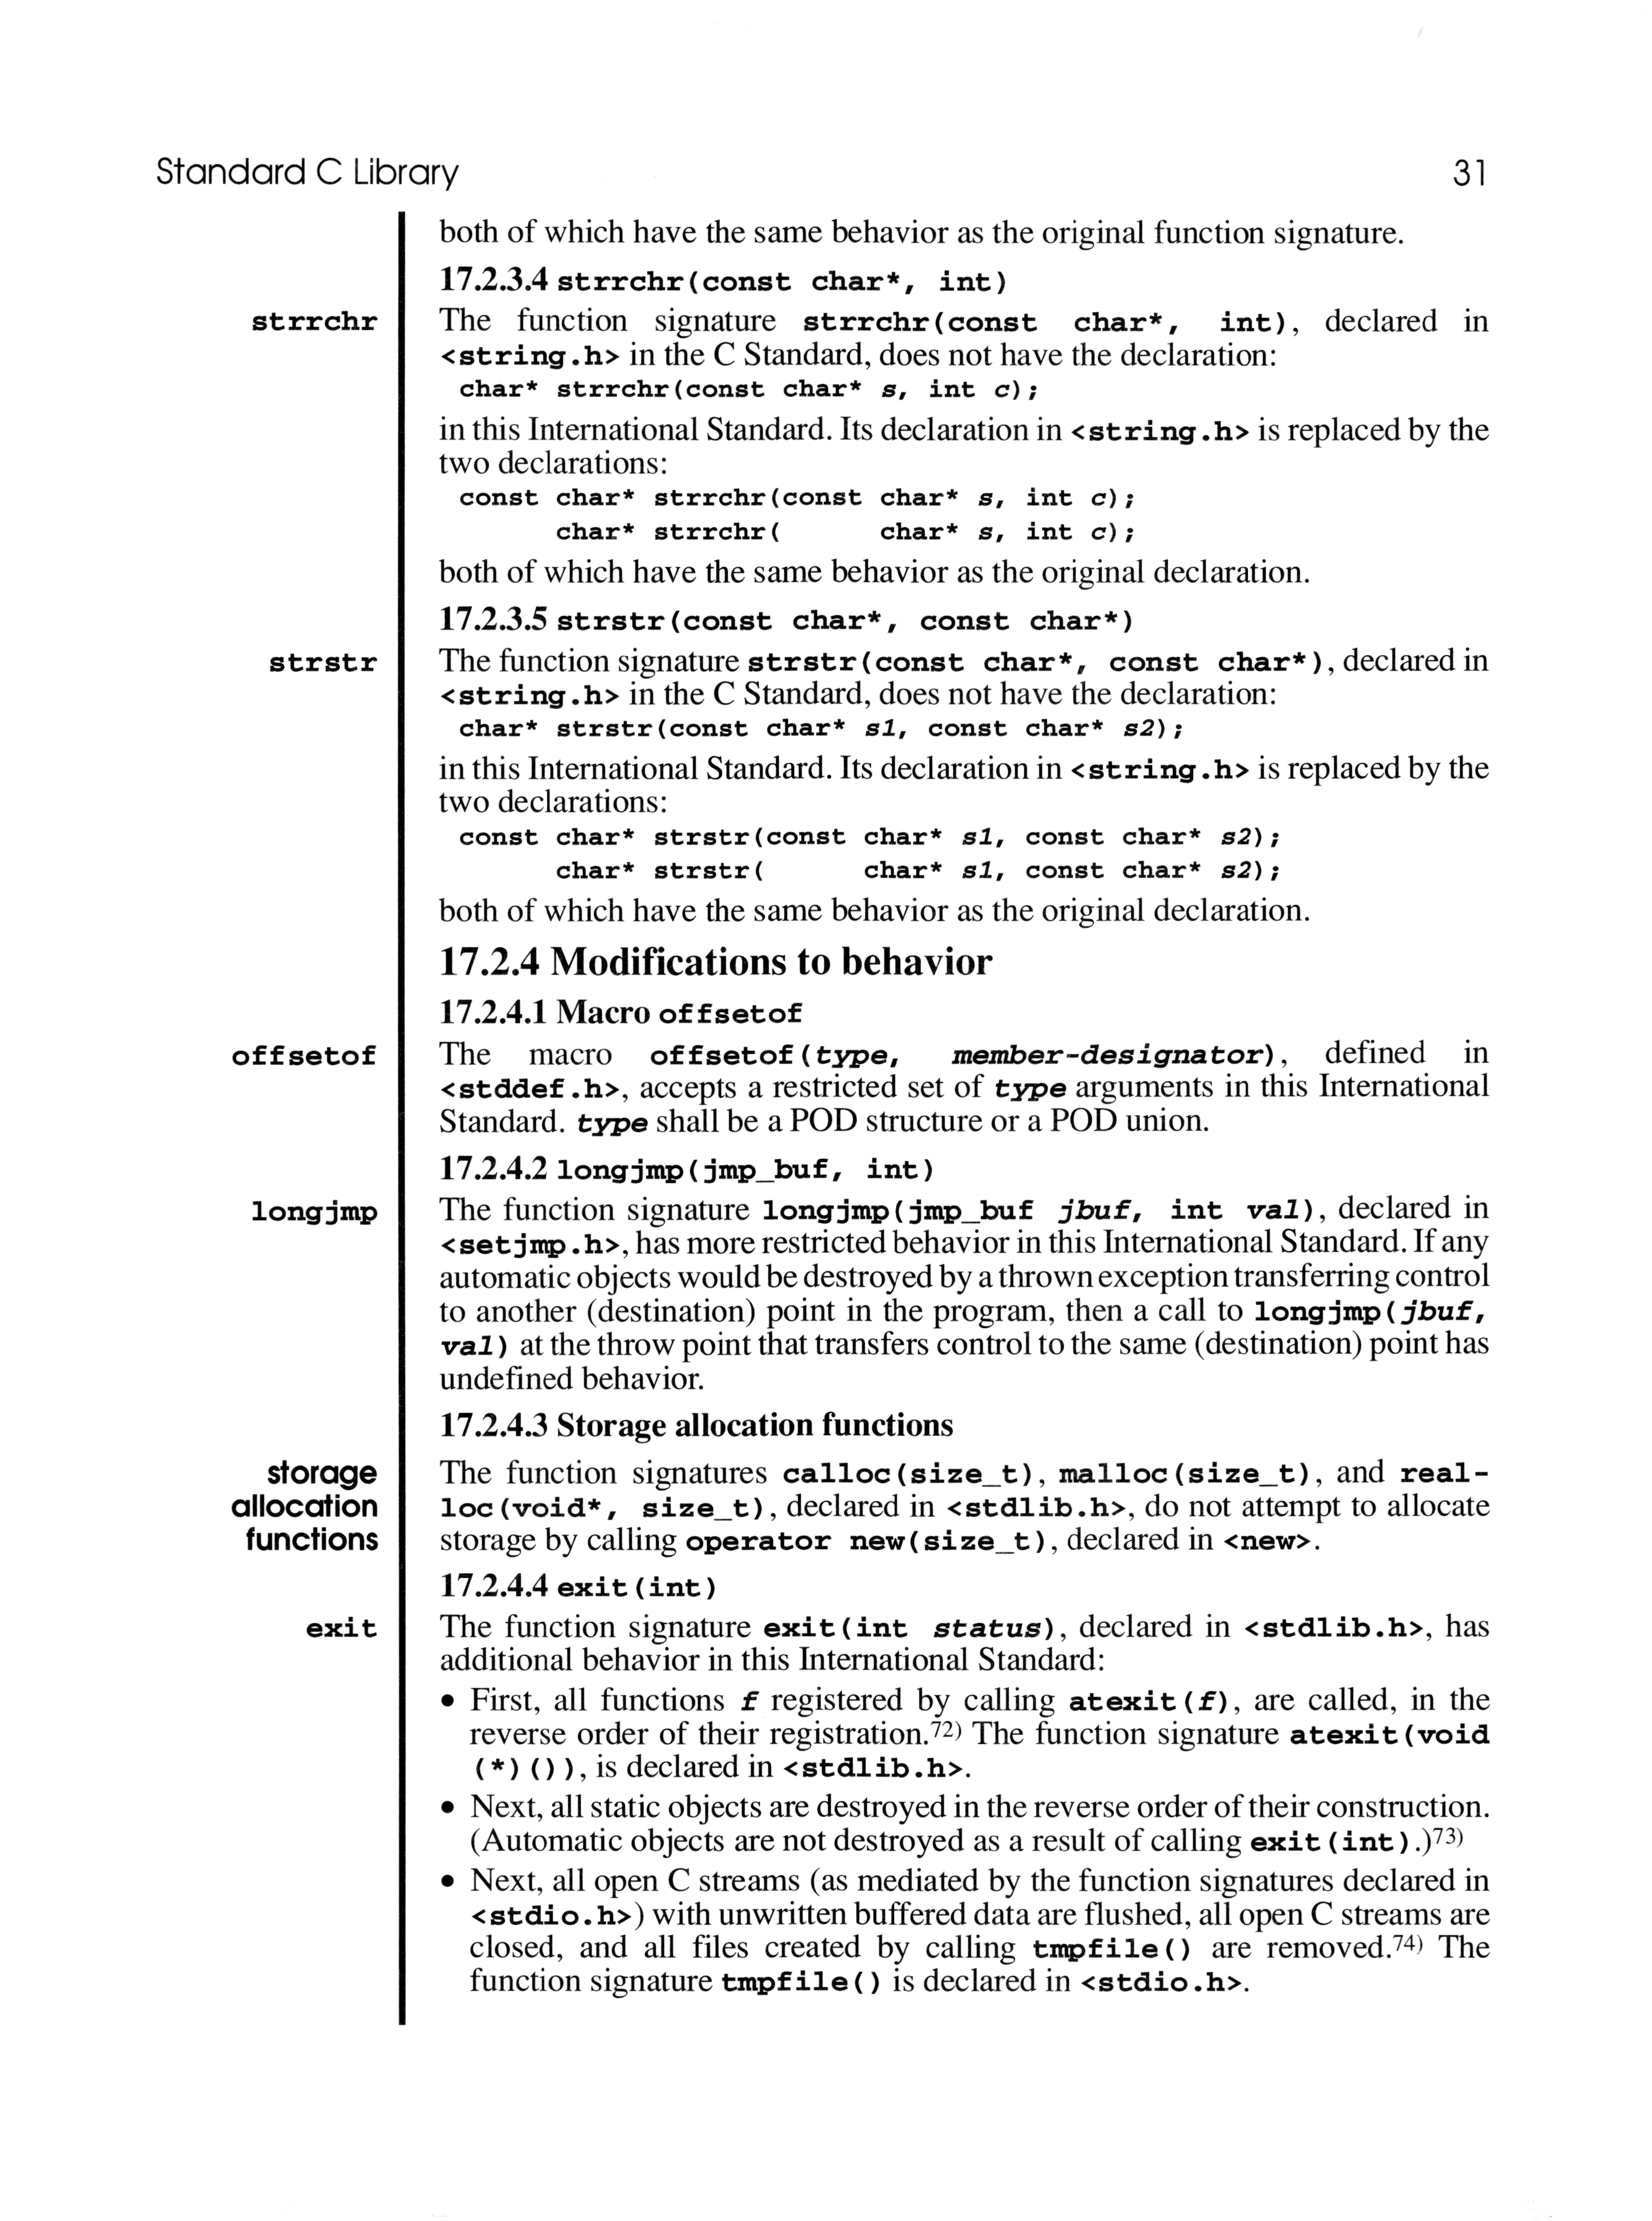 Standard C Library 31
both of which have the same behavior as the original function signature.
17.2.3.4 strrchr(const char*, int)
strrchr The function signature strrchr(const char*, int), declared in
<string.h> in the C Standard, does not have the declaration:
char* strrchr(const char* s, int c);
in this International Standard. Its declaration in <string.h> is replaced by the
two declarations:
const char* strrchr(const char* s, int c);
char* strrchr(      char* s, int c);
both of which have the same behavior as the original declaration.
17.2.3.5 strstr(const char*, const char*)
strstr The function signature strstr(const char*, const char*), declared in
<string.h> in the C Standard, does not have the declaration:
char* strstr(const char* s1, const char* s2);
in this International Standard. Its declaration in <string.h> is replaced by the
two declarations:
const char* strstr(const char* s1, const char* s2);
char* strstr(      char* s1, const char* s2);
both of which have the same behavior as the original declaration.
17.2.4 Modifications to behavior
17.2.4.1 Macro offsetof
offsetof The macro offsetof(type, member-designator), defined in
<stddef.h>, accepts a restricted set of type arguments in this International
Standard. type shall be a POD structure or a POD union.
17.2.4.2 longjmp(jmp_buf, int)
longjmp The function signature longjmp(jmp_buf jbuf, int val), declared in
<setjmp.h>, has more restricted behavior in this International Standard. If any
automatic objects would be destroyed by a thrown exception transferring control
to another (destination) point in the program, then a call to longjmp(jbuf,
val) at the throw point that transfers control to the same (destination) point has
undefined behavior.
17.2.4.3 Storage allocation functions
storage The function signatures calloc(size_t), malloc(size_t), and real-
allocation loc(void*, size_t), declared in <stdlib.h>, do not attempt to allocate
functions storage by calling operator new(size_t), declared in <new>.
17.2.4.4 exit(int)
exit The function signature exit(int status), declared in <stdlib.h>, has
additional behavior in this International Standard:
• First, all functions f registered by calling atexit(f), are called, in the
reverse order of their registration.72) The function signature atexit(void
(*)()), is declared in <stdlib.h>.
• Next, all static objects are destroyed in the reverse order of their construction.
(Automatic objects are not destroyed as a result of calling exit(int).)73)
• Next, all open C streams (as mediated by the function signatures declared in
<stdio.h>) with unwritten buffered data are flushed, all open C streams are
closed, and all files created by calling tmpfile() are removed.74) The
function signature tmpfile() is declared in <stdio.h>.